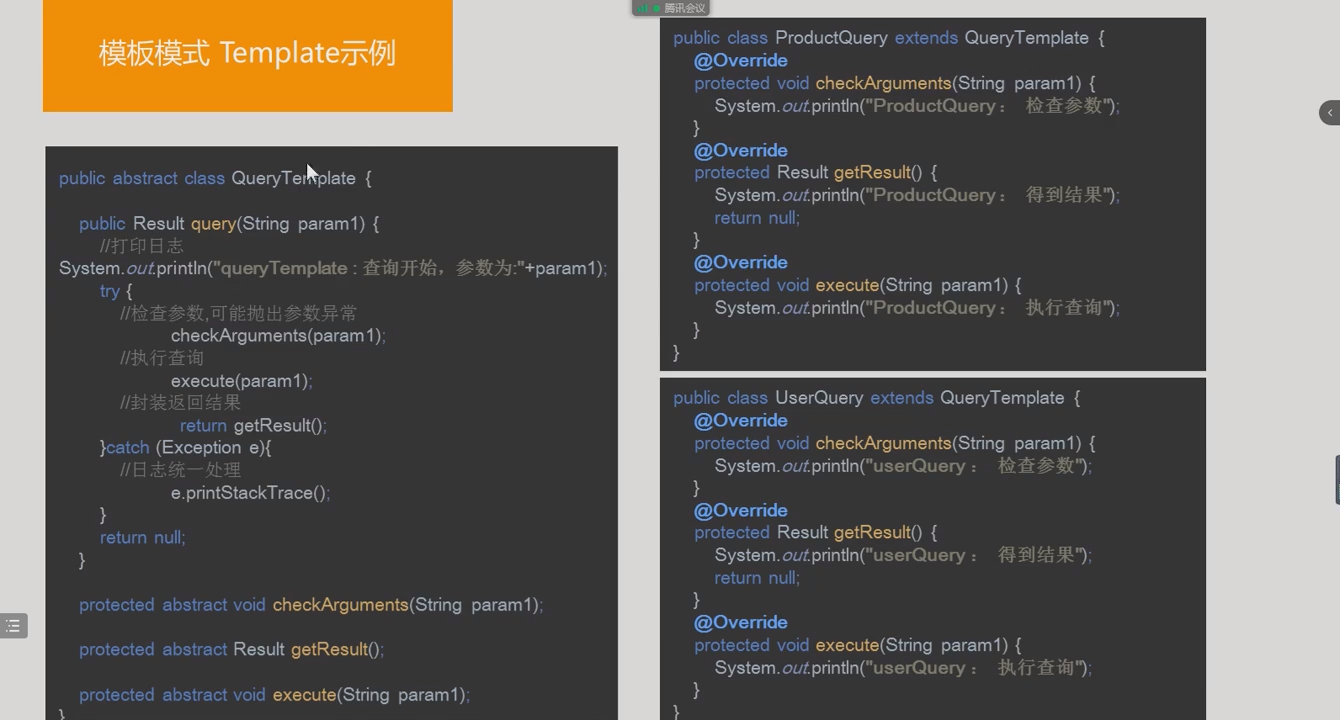 腾讯会议
模板模式 Template示例
public abstract class QueryTemplate {
public Result query(String param1) {
//打印日志
System.out.println("queryTemplate : 查询开始，参数为:"+param1);
try {
//检查参数,可能抛出参数异常
checkArguments(param1);
//执行查询
execute(param1);
//封装返回结果
return getResult();
}catch (Exception e){
//日志统一处理
e.printStackTrace();
}
return null;
}
protected abstract void checkArguments(String param1);
protected abstract Result getResult();
protected abstract void execute(String param1);
}
public class ProductQuery extends QueryTemplate {
@Override
protected void checkArguments(String param1) {
System.out.println("ProductQuery： 检查参数");
}
@Override
protected Result getResult() {
System.out.println("ProductQuery： 得到结果");
return null;
}
@Override
protected void execute(String param1) {
System.out.println("ProductQuery： 执行查询");
}
}
public class UserQuery extends QueryTemplate {
@Override
protected void checkArguments(String param1) {
System.out.println("userQuery： 检查参数");
}
@Override
protected Result getResult() {
System.out.println("userQuery： 得到结果");
return null;
}
@Override
protected void execute(String param1) {
System.out.println("userQuery： 执行查询");
}
}